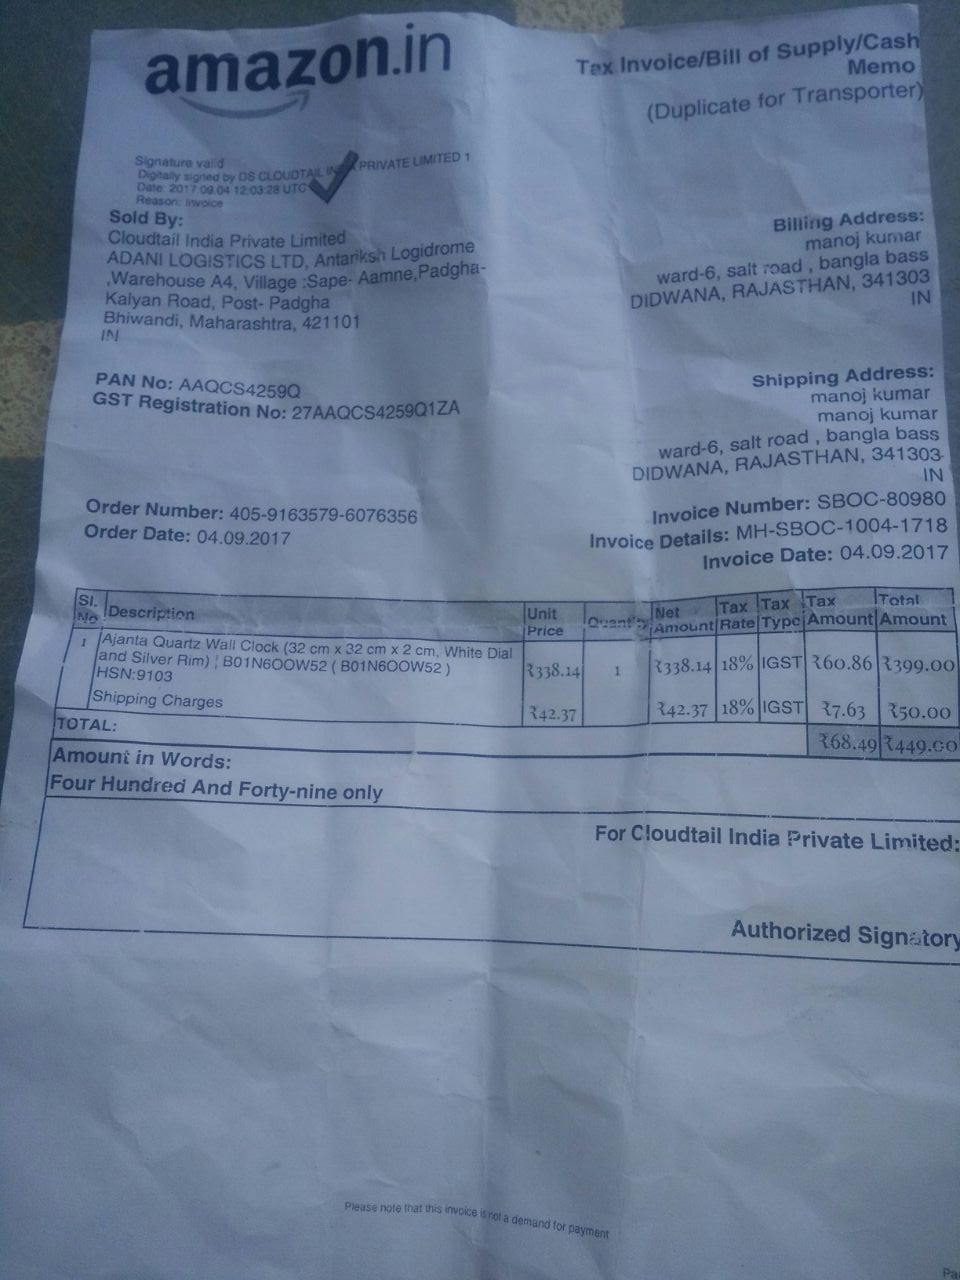 amazon.in
Tax Invoice/Bill of Supply/Cash
Memo
(Duplicate for Transporter)
Signature valid
Digitally signed by DS CLOUDTAIL INDIA PRIVATE LIMITED 1
Date: 2017.09.04 12:03:28 UTC
Reason: Invoice
Sold By:
Cloudtail India Private Limited
ADANI LOGISTICS LTD, Antariksh Logidrome
,Warehouse A4, Village :Sape- Aamne,Padgha-
Kalyan Road, Post- Padgha
Bhiwandi, Maharashtra, 421101
IN
Billing Address:
manoj kumar
ward-6, salt road , bangla bass
DIDWANA, RAJASTHAN, 341303
IN
PAN No: AAQCS4259Q
GST Registration No: 27AAQCS4259Q1ZA
Shipping Address:
manoj kumar
manoj kumar
ward-6, salt road , bangla bass
DIDWANA, RAJASTHAN, 341303
IN
Order Number: 405-9163579-6076356
Order Date: 04.09.2017
Invoice Number: SBOC-80980
Invoice Details: MH-SBOC-1004-1718
Invoice Date: 04.09.2017
Sl. No Description Unit Price Quantity Net Amount Tax Rate Tax Type Tax Amount Total Amount
1 Ajanta Quartz Wall Clock (32 cm x 32 cm x 2 cm, White Dial
and Silver Rim) | B01N6OOW52 ( B01N6OOW52 ) ₹338.14 1 ₹338.14 18% IGST ₹60.86 ₹399.00
HSN:9103
Shipping Charges ₹42.37 ₹42.37 18% IGST ₹7.63 ₹50.00
TOTAL: ₹68.49 ₹449.00
Amount in Words:
Four Hundred And Forty-nine only
For Cloudtail India Private Limited:
Authorized Signatory
Please note that this invoice is not a demand for payment